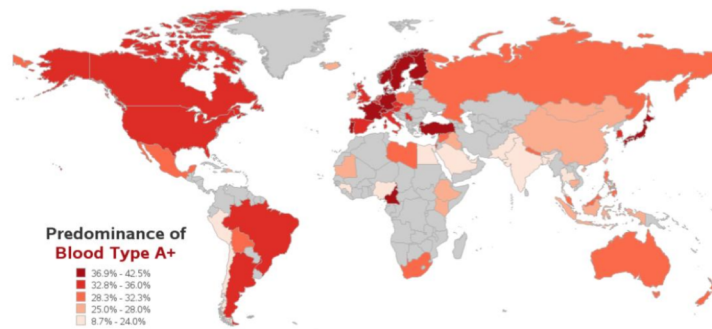 Predominance of
Blood Type A+
36.9% - 42.5%
32.8% - 36.0%
28.3% - 32.3%
25.0% - 28.0%
8.7% - 24.0%